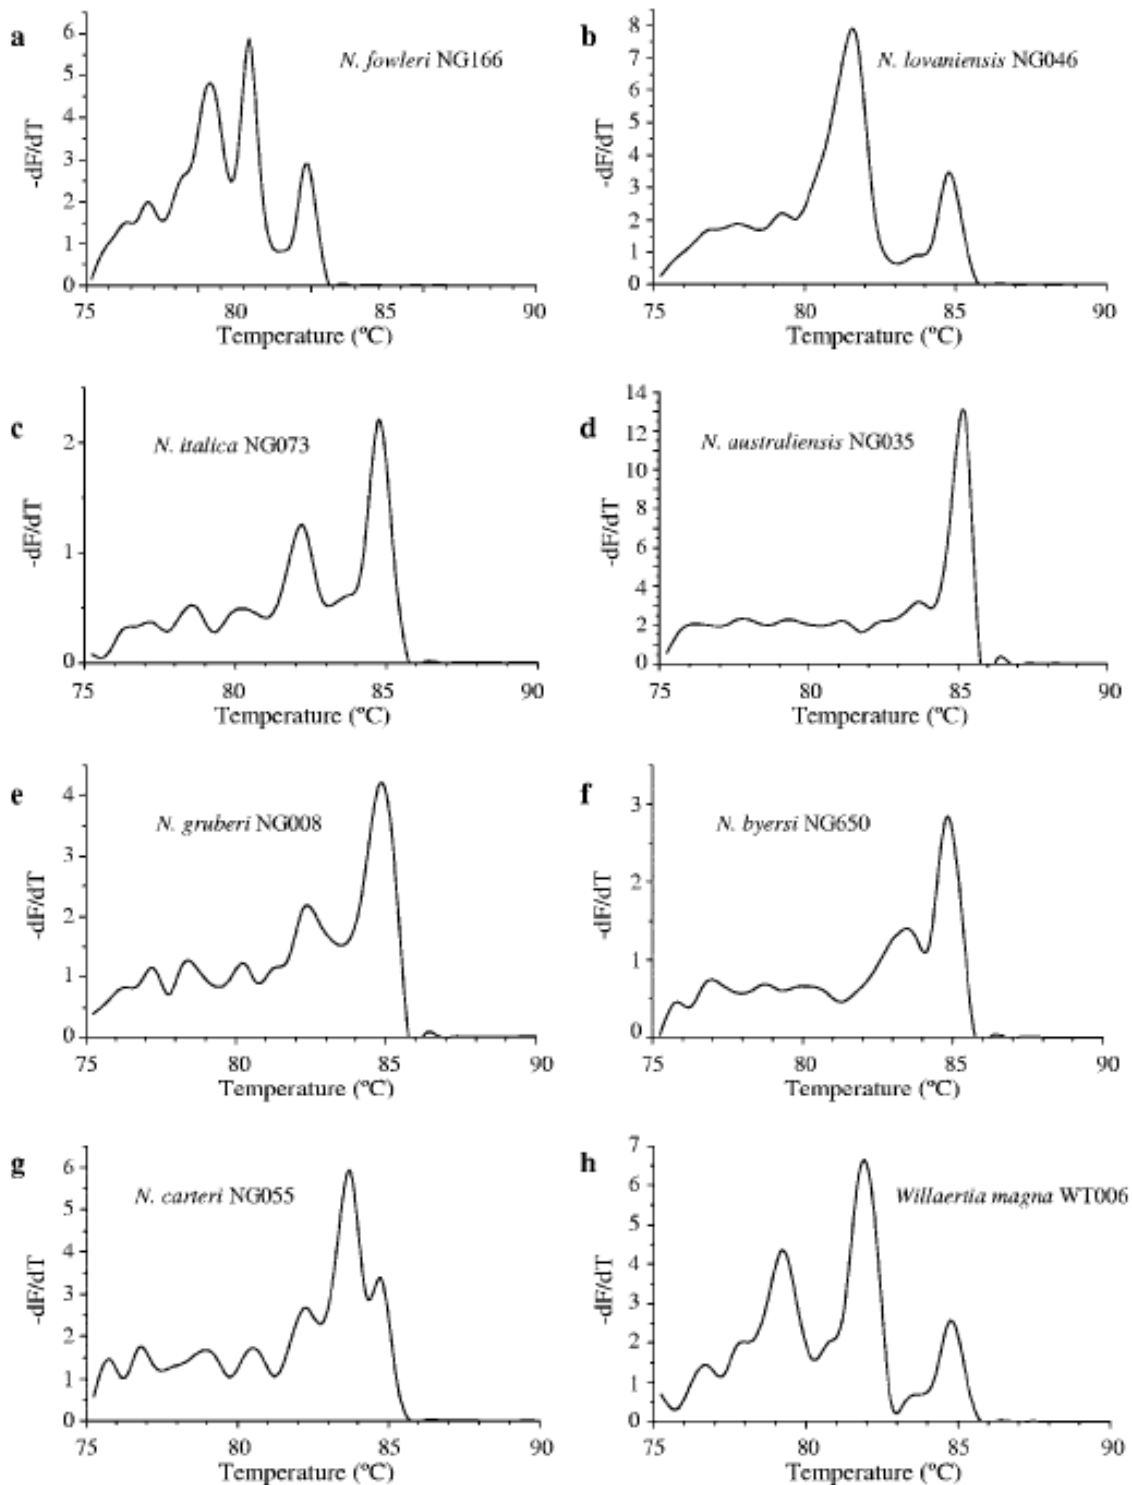 a
N. fowleri NG166
6
5
4
3
2
1
0
-dF/dT
75 80 85 90
Temperature (ºC)
b
N. lovaniensis NG046
8
7
6
5
4
3
2
1
0
-dF/dT
75 80 85 90
Temperature (ºC)
c
N. italica NG073
2
1
0
-dF/dT
75 80 85 90
Temperature (ºC)
d
N. australiensis NG035
14
12
10
8
6
4
2
0
-dF/dT
75 80 85 90
Temperature (ºC)
e
N. gruberi NG008
4
3
2
1
0
-dF/dT
75 80 85 90
Temperature (ºC)
f
N. byersi NG650
3
2
1
0
-dF/dT
75 80 85 90
Temperature (ºC)
g
N. carteri NG055
6
5
4
3
2
1
0
-dF/dT
75 80 85 90
Temperature (ºC)
h
Willaertia magna WT006
7
6
5
4
3
2
1
0
-dF/dT
75 80 85 90
Temperature (ºC)